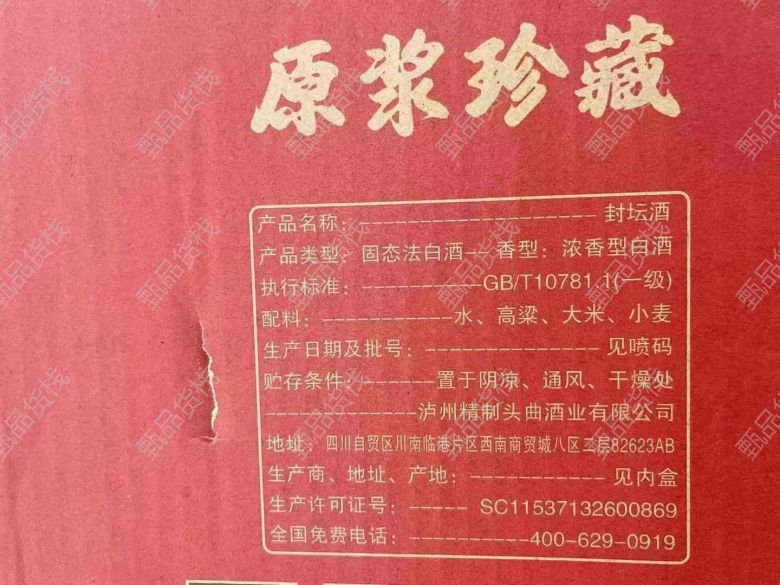 原浆珍藏
产品名称：--------------------封坛酒
产品类型：固态法白酒--香型：浓香型白酒
执行标准：----------GB/T10781.1(一级)
配料：-----------水、高粱、大米、小麦
生产日期及批号：---------------见喷码
贮存条件：------置于阴凉、通风、干燥处
-------------泸州精制头曲酒业有限公司
地址：四川自贸区川南临港片区西南商贸城八区二层82623AB
生产商、地址、产地：-----------见内盒
生产许可证号：-----SC11537132600869
全国免费电话：----------400-629-0919
甄品货栈